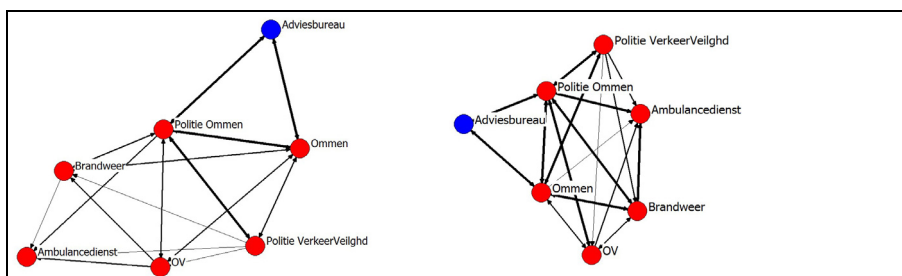 Adviesbureau
Politie Ommen
Ommen
Brandweer
Politie VerkeerVeilghd
Ambulancedienst
OV
Politie VerkeerVeilghd
Politie Ommen
Ambulancedienst
Adviesbureau
Ommen
Brandweer
OV